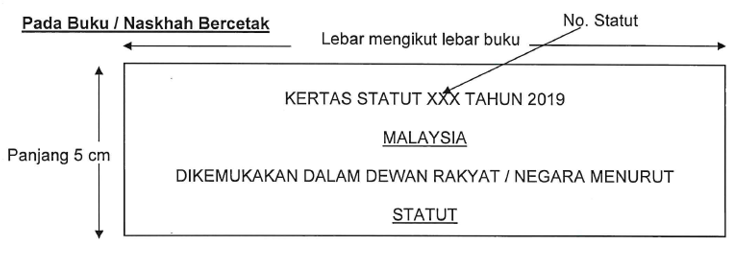 Pada Buku / Naskhah Bercetak
No. Statut
Lebar mengikut lebar buku
KERTAS STATUT XXX TAHUN 2019
MALAYSIA
Panjang 5 cm
DIKEMUKAKAN DALAM DEWAN RAKYAT / NEGARA MENURUT
STATUT